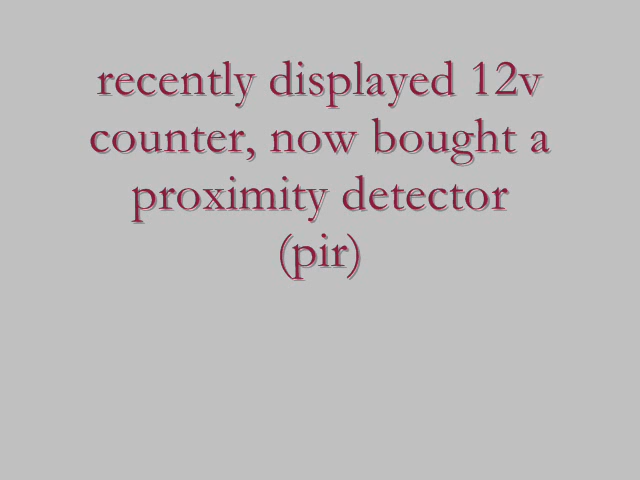 recently displayed 12v
counter, now bought a
proximity detector
(pir)